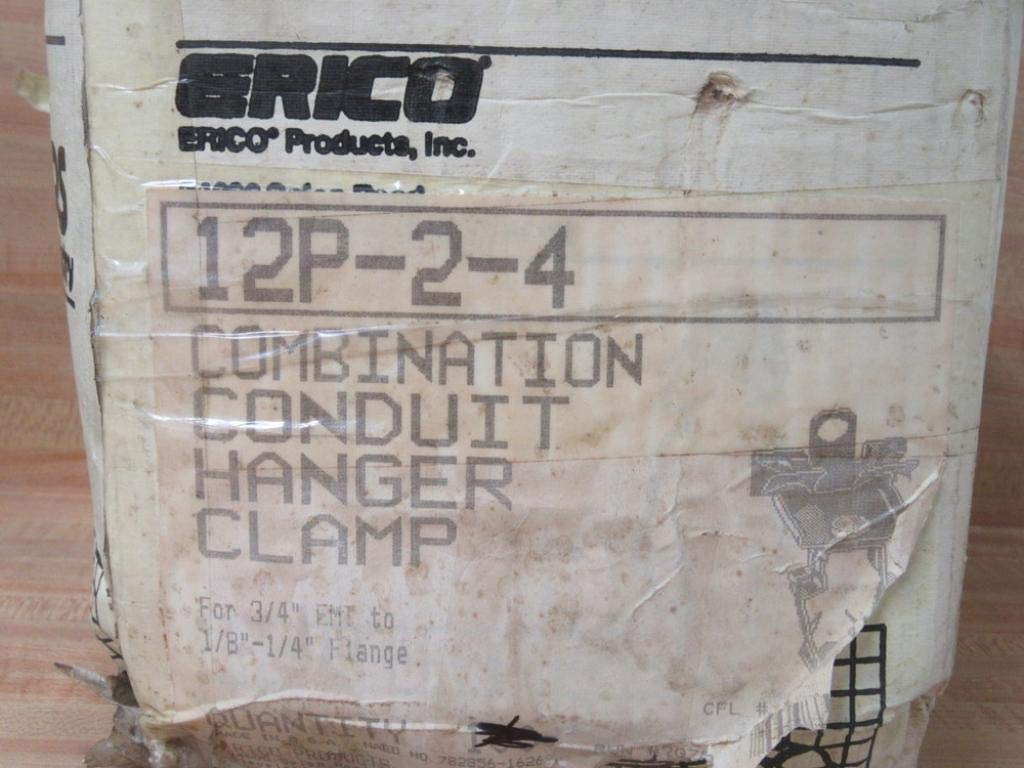 ERICO®
ERICO® Products, Inc.
12P-2-4
COMBINATION
CONDUIT
HANGER
CLAMP
For 3/4" EMT to
1/8"-1/4" Flange
QUANTITY
CFL #